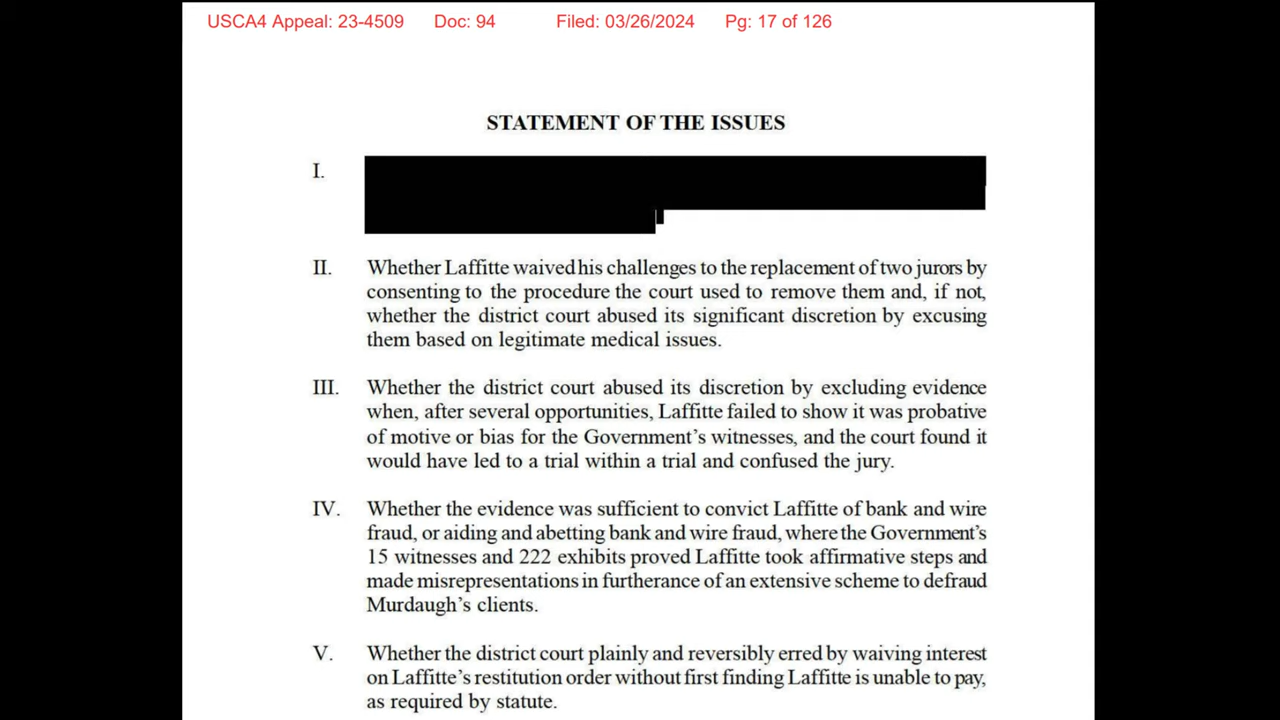 USCA4 Appeal: 23-4509 Doc: 94 Filed: 03/26/2024 Pg: 17 of 126
STATEMENT OF THE ISSUES
I.
II. Whether Laffitte waived his challenges to the replacement of two jurors by
consenting to the procedure the court used to remove them and, if not,
whether the district court abused its significant discretion by excusing
them based on legitimate medical issues.
III. Whether the district court abused its discretion by excluding evidence
when, after several opportunities, Laffitte failed to show it was probative
of motive or bias for the Government's witnesses, and the court found it
would have led to a trial within a trial and confused the jury.
IV. Whether the evidence was sufficient to convict Laffitte of bank and wire
fraud, or aiding and abetting bank and wire fraud, where the Government's
15 witnesses and 222 exhibits proved Laffitte took affirmative steps and
made misrepresentations in furtherance of an extensive scheme to defraud
Murdaugh's clients.
V. Whether the district court plainly and reversibly erred by waiving interest
on Laffitte's restitution order without first finding Laffitte is unable to pay,
as required by statute.